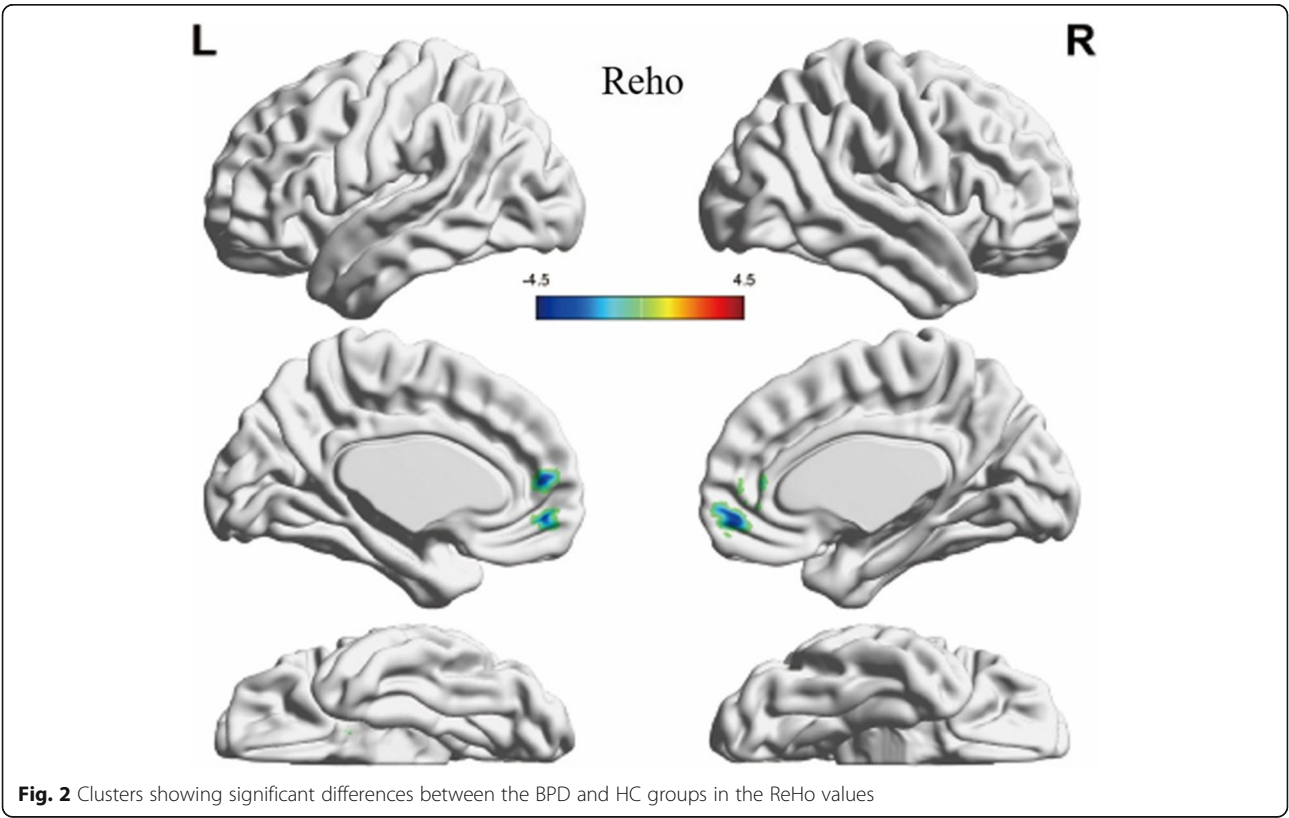 L
R
Reho
-4.5
4.5
Fig. 2 Clusters showing significant differences between the BPD and HC groups in the ReHo values